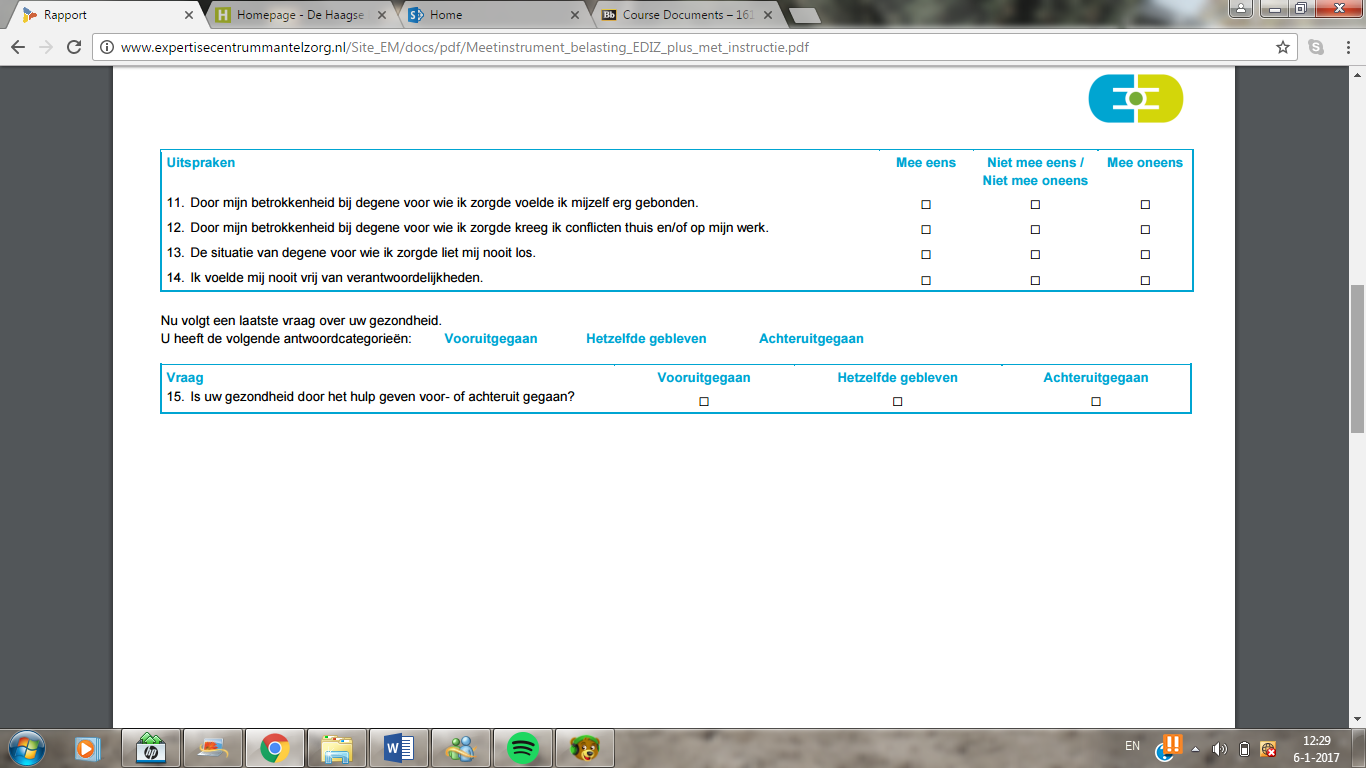 Rapport
Homepage - De Haagse
Home
Course Documents – 161
www.expertisecentrummantelzorg.nl/Site_EM/docs/pdf/Meetinstrument_belasting_EDIZ_plus_met_instructie.pdf
Uitspraken Mee eens Niet mee eens / Mee oneens
Niet mee oneens
11. Door mijn betrokkenheid bij degene voor wie ik zorgde voelde ik mijzelf erg gebonden.
12. Door mijn betrokkenheid bij degene voor wie ik zorgde kreeg ik conflicten thuis en/of op mijn werk.
13. De situatie van degene voor wie ik zorgde liet mij nooit los.
14. Ik voelde mij nooit vrij van verantwoordelijkheden.
Nu volgt een laatste vraag over uw gezondheid.
U heeft de volgende antwoordcategorieën: Vooruitgegaan Hetzelfde gebleven Achteruitgegaan
Vraag Vooruitgegaan Hetzelfde gebleven Achteruitgegaan
15. Is uw gezondheid door het hulp geven voor- of achteruit gegaan?
EN
12:29
6-1-2017